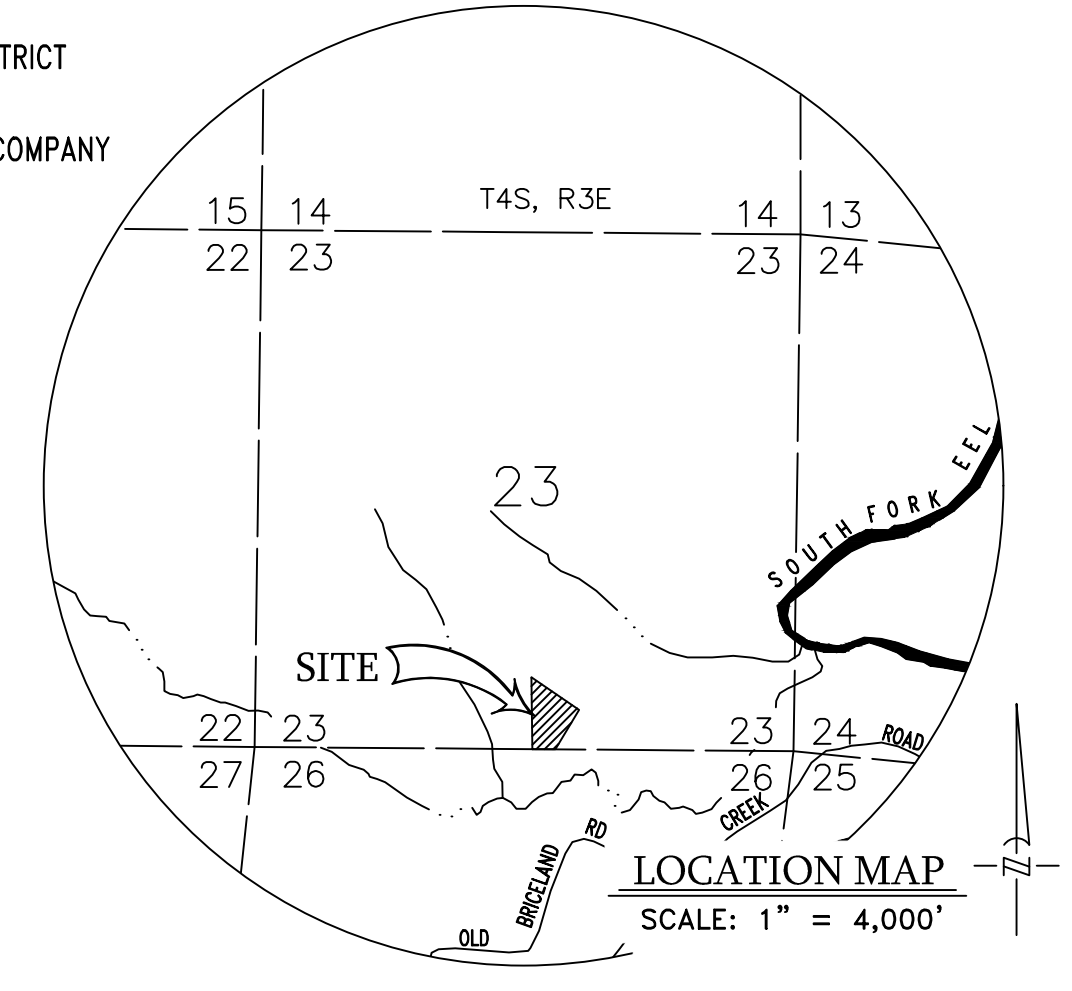 TRICT
COMPANY
T4S, R3E
15 14
14 13
22 23
23 24
23
SOUTH FORK EEL
SITE
22 23
23 24
ROAD
27 26
26 25
CREEK
RD
BRICELAND
OLD
LOCATION MAP
SCALE: 1” = 4,000’
N